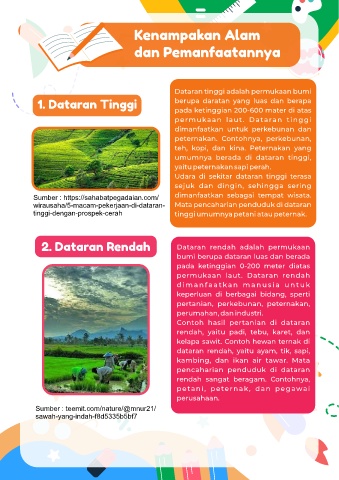 Kenampakan Alam
dan Pemanfaatannya
1. Dataran Tinggi
Sumber : https://sahabatpegadaian.com/
wirausaha/5-macam-pekerjaan-di-dataran-
tinggi-dengan-prospek-cerah
Dataran tinggi adalah permukaan bumi
berupa daratan yang luas dan berapa
pada ketinggian 200-600 mater di atas
permukaan laut. Dataran tinggi
dimanfaatkan untuk perkebunan dan
peternakan. Contohnya, perkebunan,
teh, kopi, dan kina. Peternakan yang
umumnya berada di dataran tinggi,
yaitu peternakan sapi perah.
Udara di sekitar dataran tinggi terasa
sejuk dan dingin, sehingga sering
dimanfaatkan sebagai tempat wisata.
Mata pencaharian penduduk di dataran
tinggi umumnya petani atau peternak.
2. Dataran Rendah
Sumber : teemit.com/nature/@mnur21/
sawah-yang-indah-f8d5335b5bf7
Dataran rendah adalah permukaan
bumi berupa dataran luas dan berada
pada ketinggian 0-200 meter diatas
permukaan laut. Dataran rendah
dimanfaatkan manusia untuk
keperluan di berbagai bidang, sperti
pertanian, perkebunan, peternakan,
perumahan, dan industri.
Contoh hasil pertanian di dataran
rendah, yaitu padi, tebu, karet, dan
kelapa sawit. Contoh hewan ternak di
dataran rendah, yaitu ayam, tik, sapi,
kambing, dan ikan air tawar. Mata
pencaharian penduduk di dataran
rendah sangat beragam. Contohnya,
petani, peternak, dan pegawai
perusahaan.